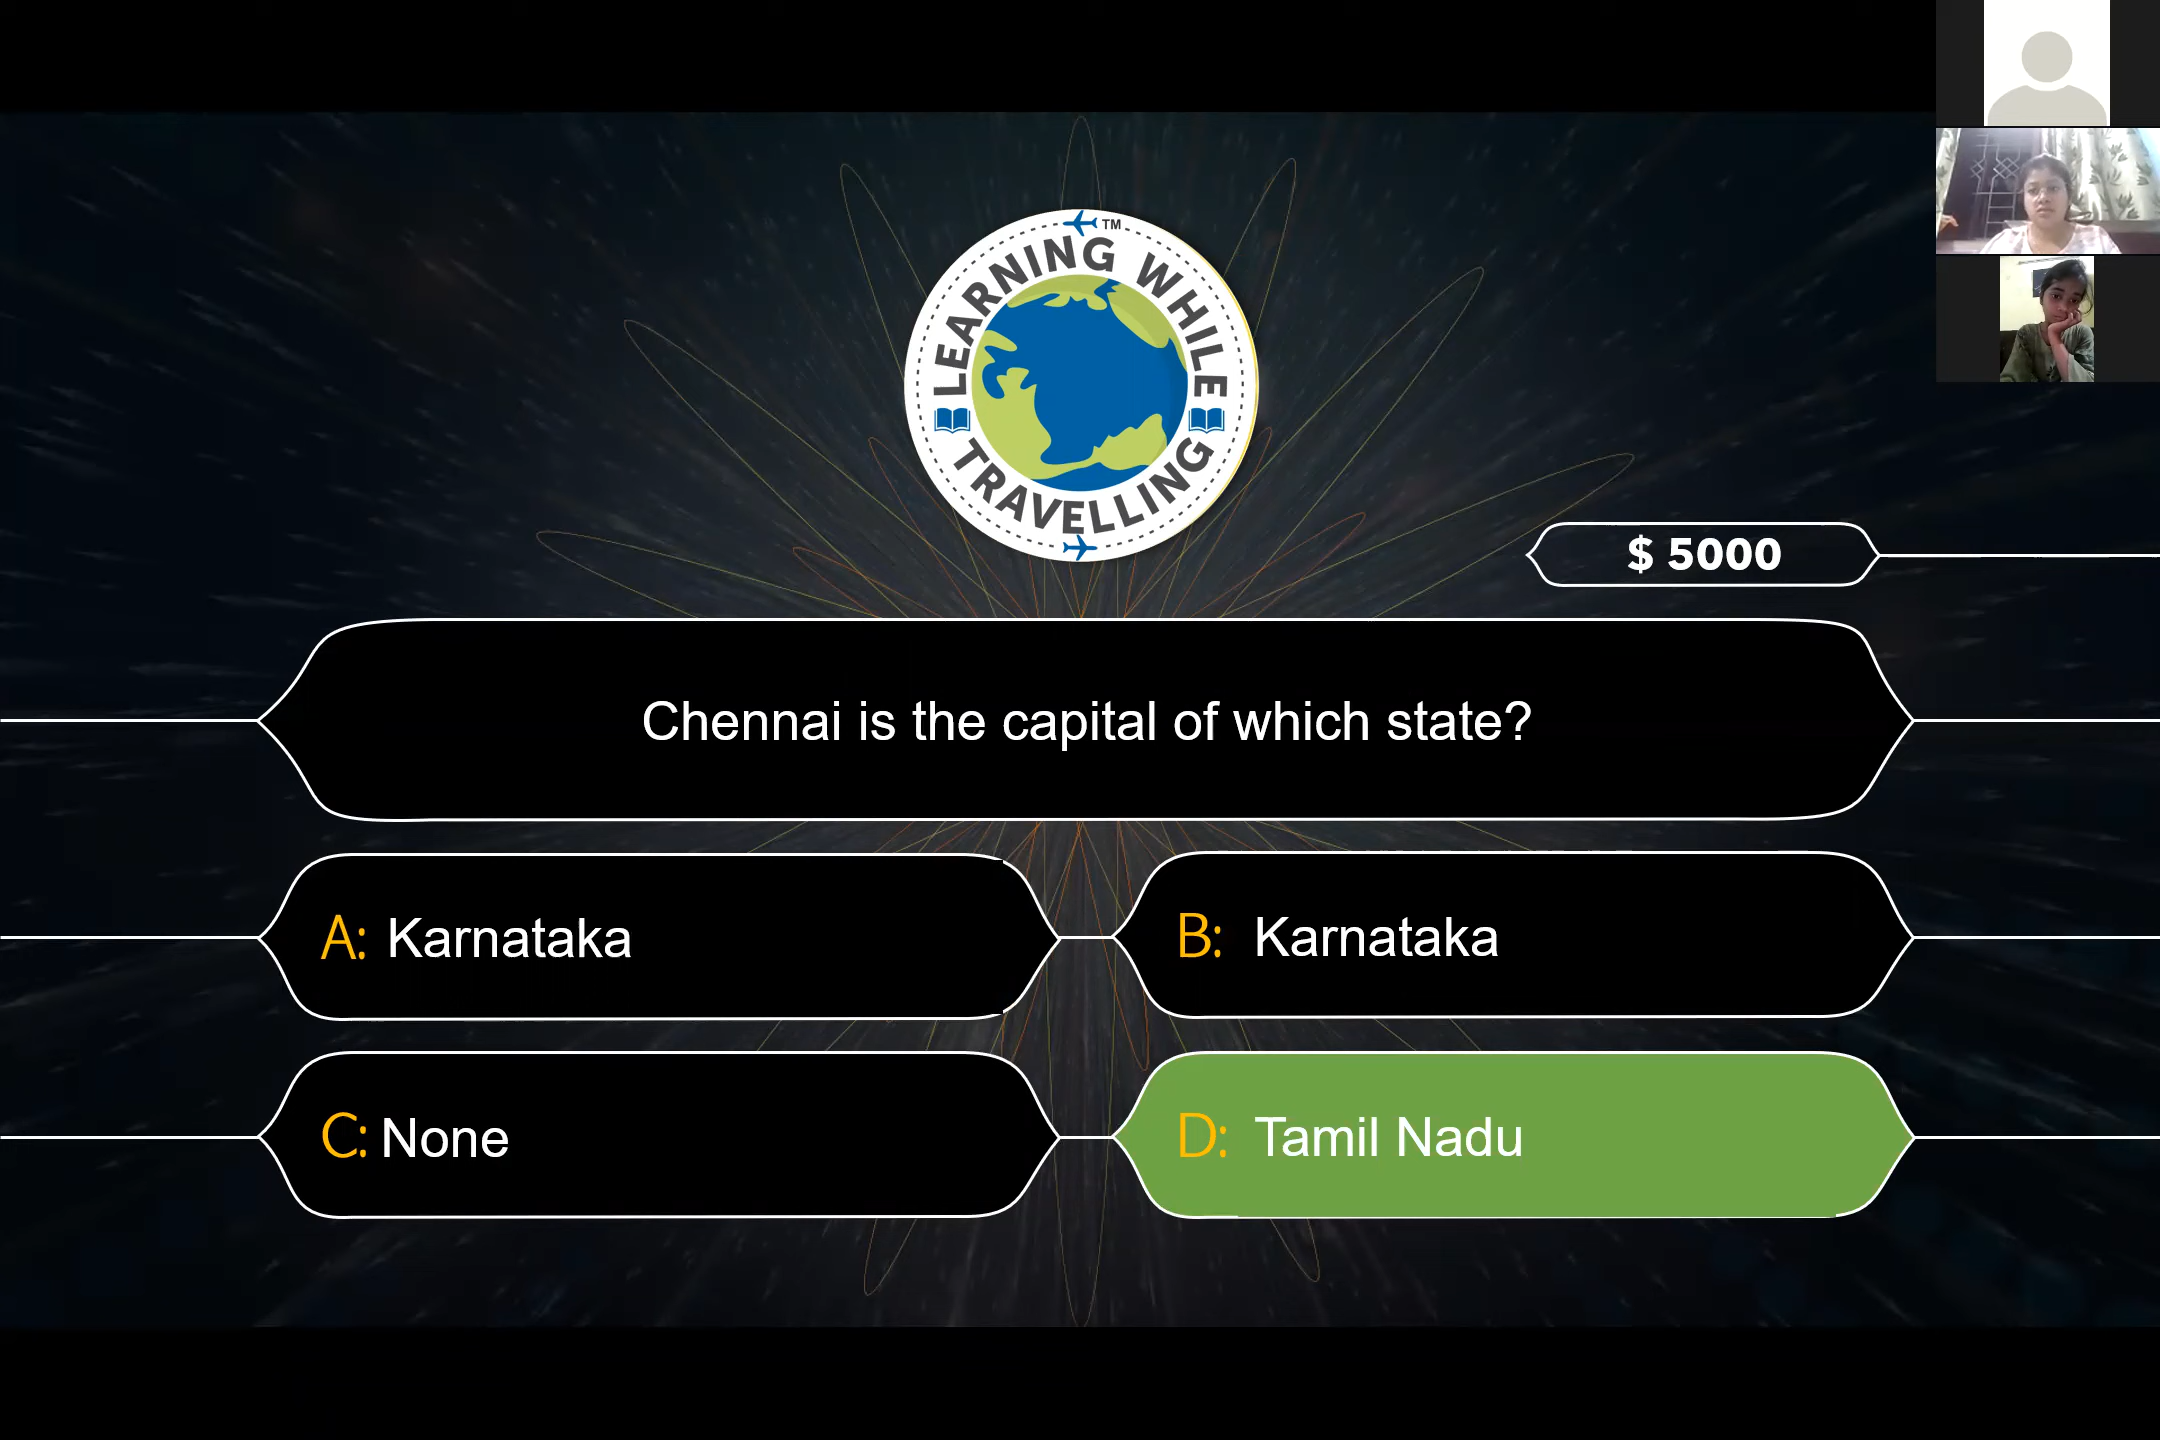 LEARNING WHILE
TRAVELLING
TM
$ 5000
Chennai is the capital of which state?
A: Karnataka
B: Karnataka
C: None
D: Tamil Nadu